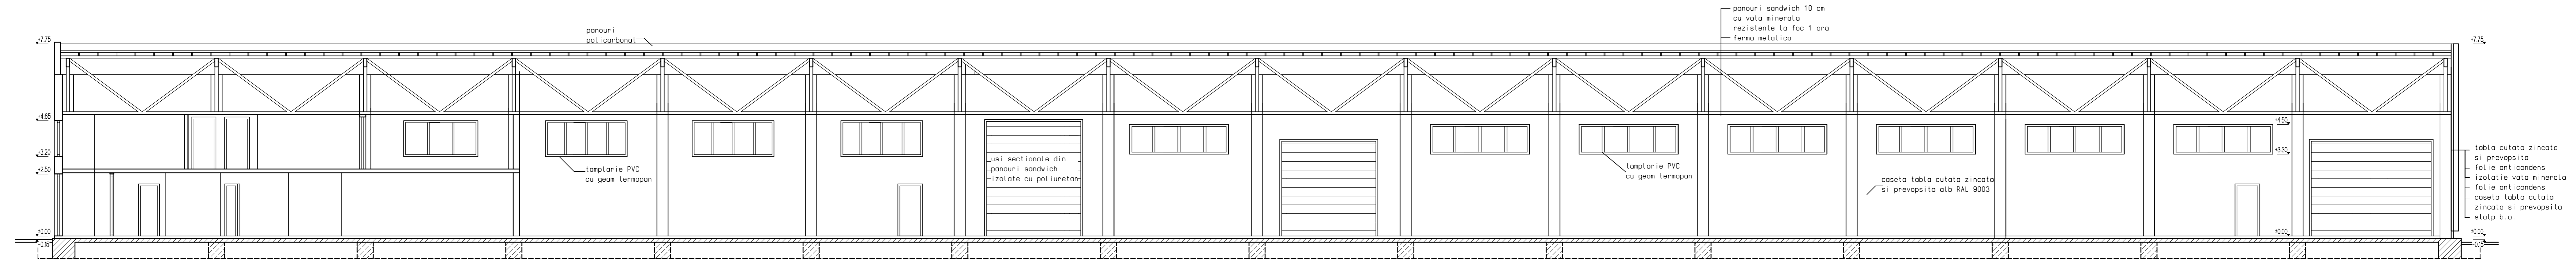 panouri
policarbonat
panouri sandwich 10 cm
cu vata minerala
rezistente la foc 1 ora
ferma metalica
+7.75
+7.75
+4.65
+3.20
+2.50
±0.00
-0.15
tamplarie PVC
cu geam termopan
usi sectionale din
panouri sandwich
izolate cu poliuretan
tamplarie PVC
cu geam termopan
caseta tabla cutata zincata
si prevopsita alb RAL 9003
+4.50
+3.30
±0.00
tabla cutata zincata
si prevopsita
folie anticondens
izolatie vata minerala
folie anticondens
caseta tabla cutata
zincata si prevopsita
stalp b.a.
±0.00
-0.15